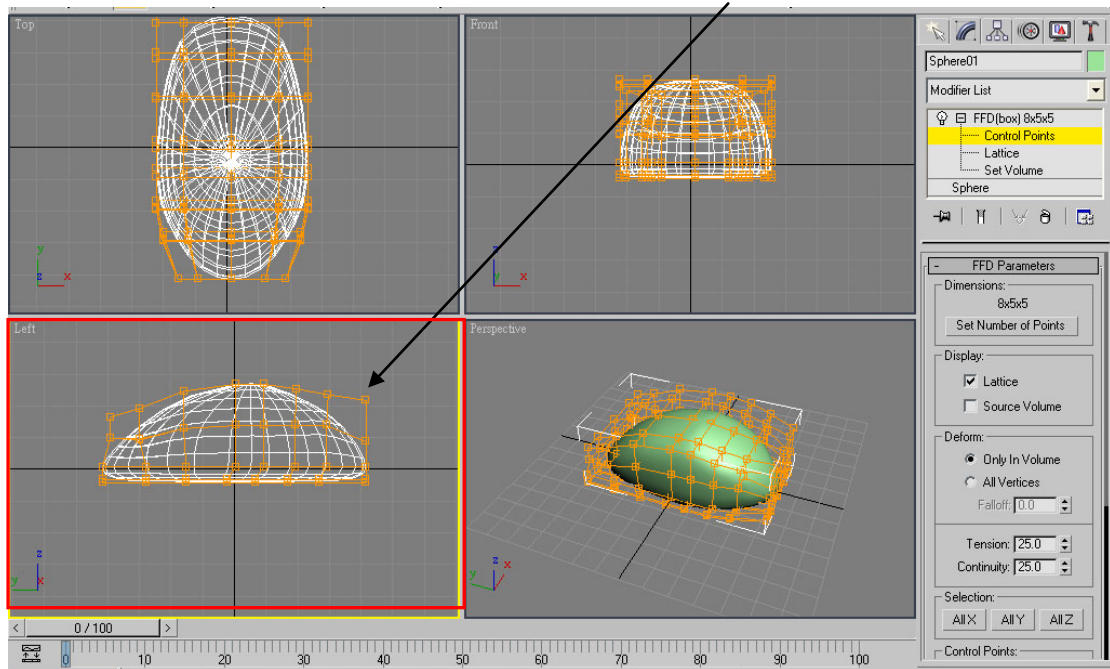 Top
Front
y
z x
z
y x
Left
Perspective
z
y x
z x
y
< 0 / 100 >
0 10 20 30 40 50 60 70 80 90 100
Sphere01
Modifier List
FFD(box) 8x5x5
Control Points
Lattice
Set Volume
Sphere
- FFD Parameters
Dimensions:
8x5x5
Set Number of Points
Display:
Lattice
Source Volume
Deform:
Only In Volume
All Vertices
Falloff: 0.0
Tension: 25.0
Continuity: 25.0
Selection:
All X All Y All Z
Control Points: